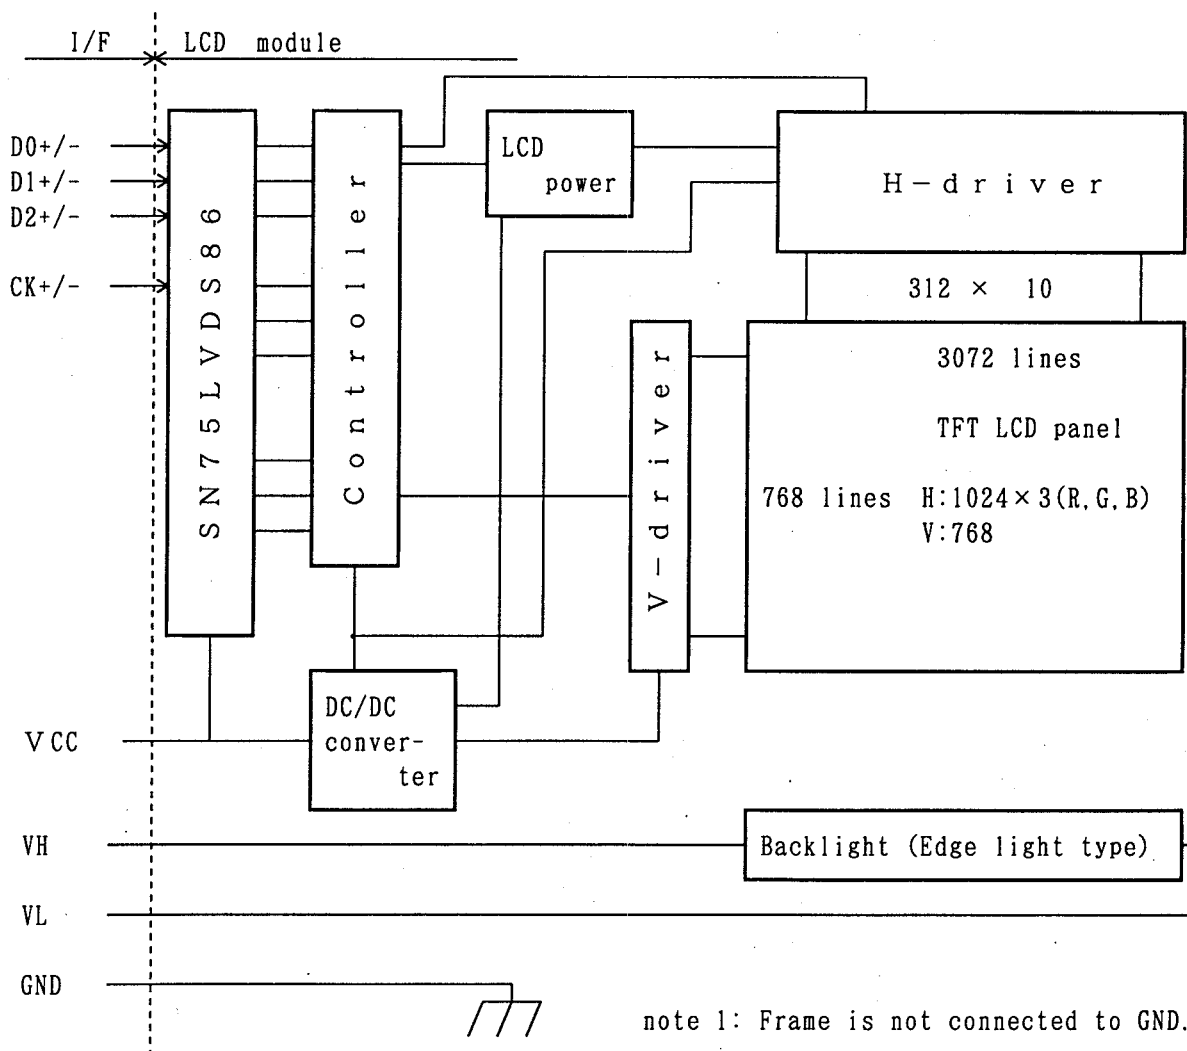 I/F LCD module
D0+/-
D1+/-
D2+/-
CK+/-
SN75LVDS86
Controller
LCD
power
H-driver
312 × 10
V-driver
3072 lines
TFT LCD panel
768 lines H:1024×3(R,G,B)
V:768
VCC
DC/DC
conver-
ter
VH
Backlight (Edge light type)
VL
GND
note 1: Frame is not connected to GND.